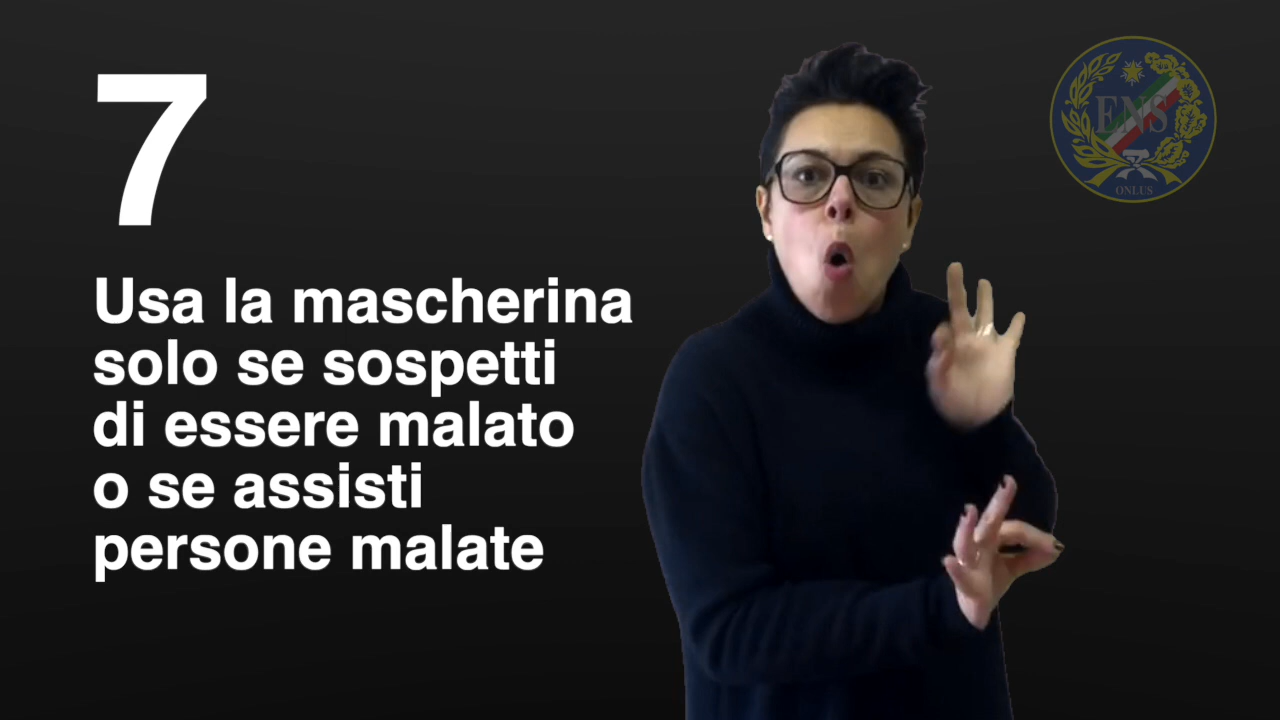 7
Usa la mascherina
solo se sospetti
di essere malato
o se assisti
persone malate
ENS
ONLUS